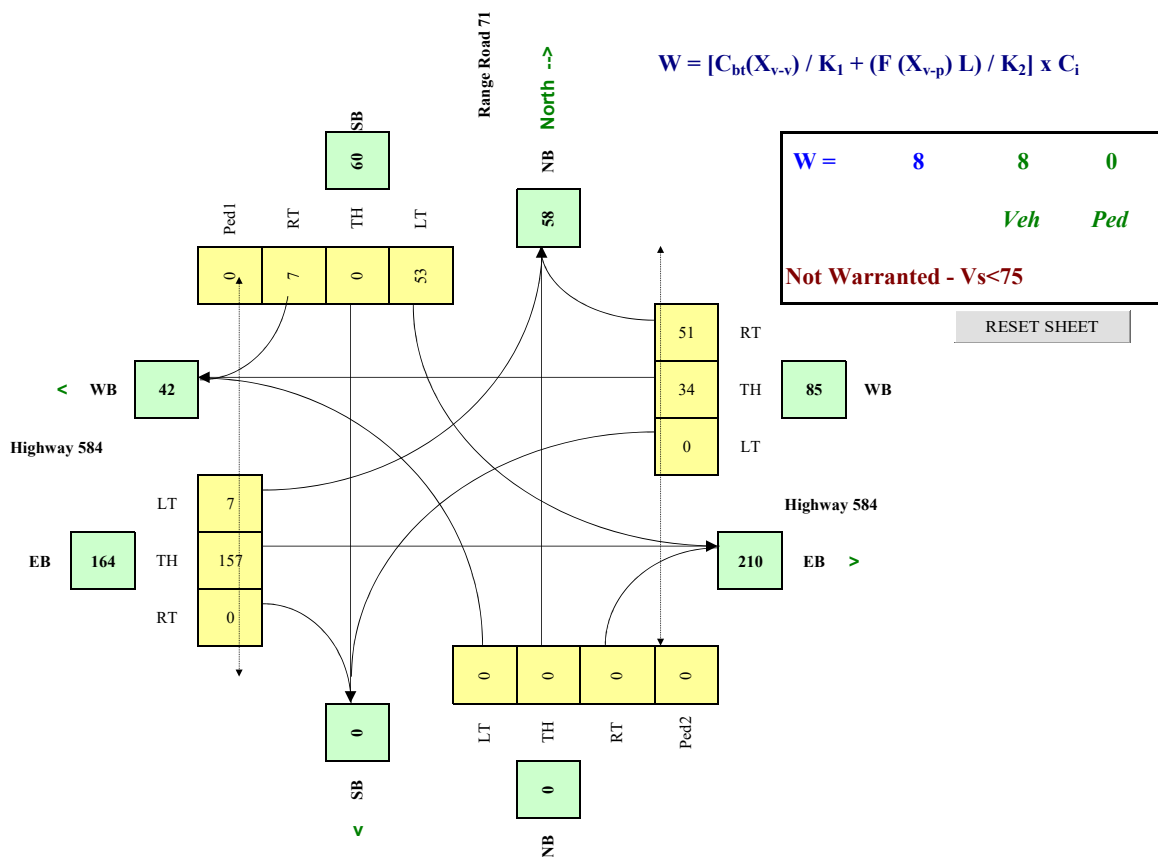 Range Road 71
North -->
W = [Cbt(Xv-v) / K1 + (F (Xv-p) L) / K2] x Ci
SB
60
NB
58
W = 8 8 0
Veh Ped
Not Warranted - Vs<75
RESET SHEET
Ped1 RT TH LT
0 7 0 53
51 RT
34 TH
0 LT
85 WB
< WB 42
Highway 584
LT 7
TH 157
RT 0
EB 164
Highway 584
210 EB >
0 0 0 0
LT TH RT Ped2
0
SB
v
0
NB